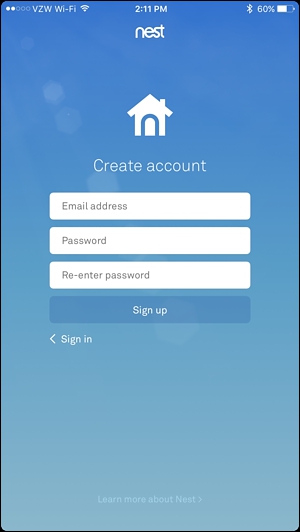 VZW Wi-Fi 2:11 PM 60%
nest
Create account
Email address
Password
Re-enter password
Sign up
Sign in
Learn more about Nest >